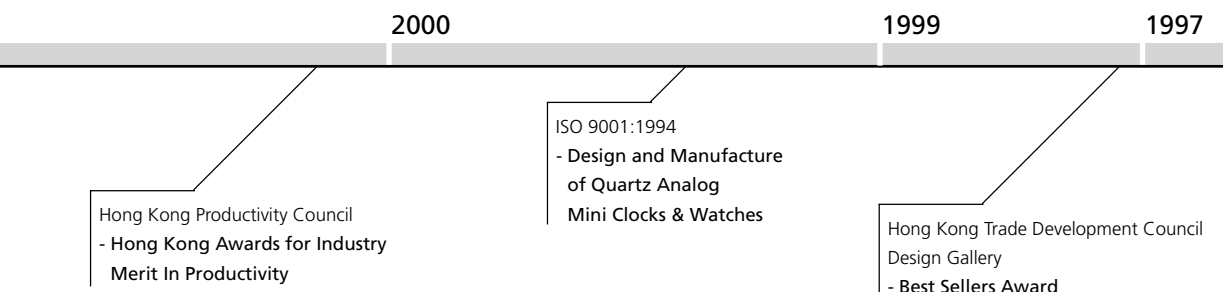 2000
1999
1997
Hong Kong Productivity Council
- Hong Kong Awards for Industry
Merit In Productivity
ISO 9001:1994
- Design and Manufacture
of Quartz Analog
Mini Clocks & Watches
Hong Kong Trade Development Council
Design Gallery
- Best Sellers Award